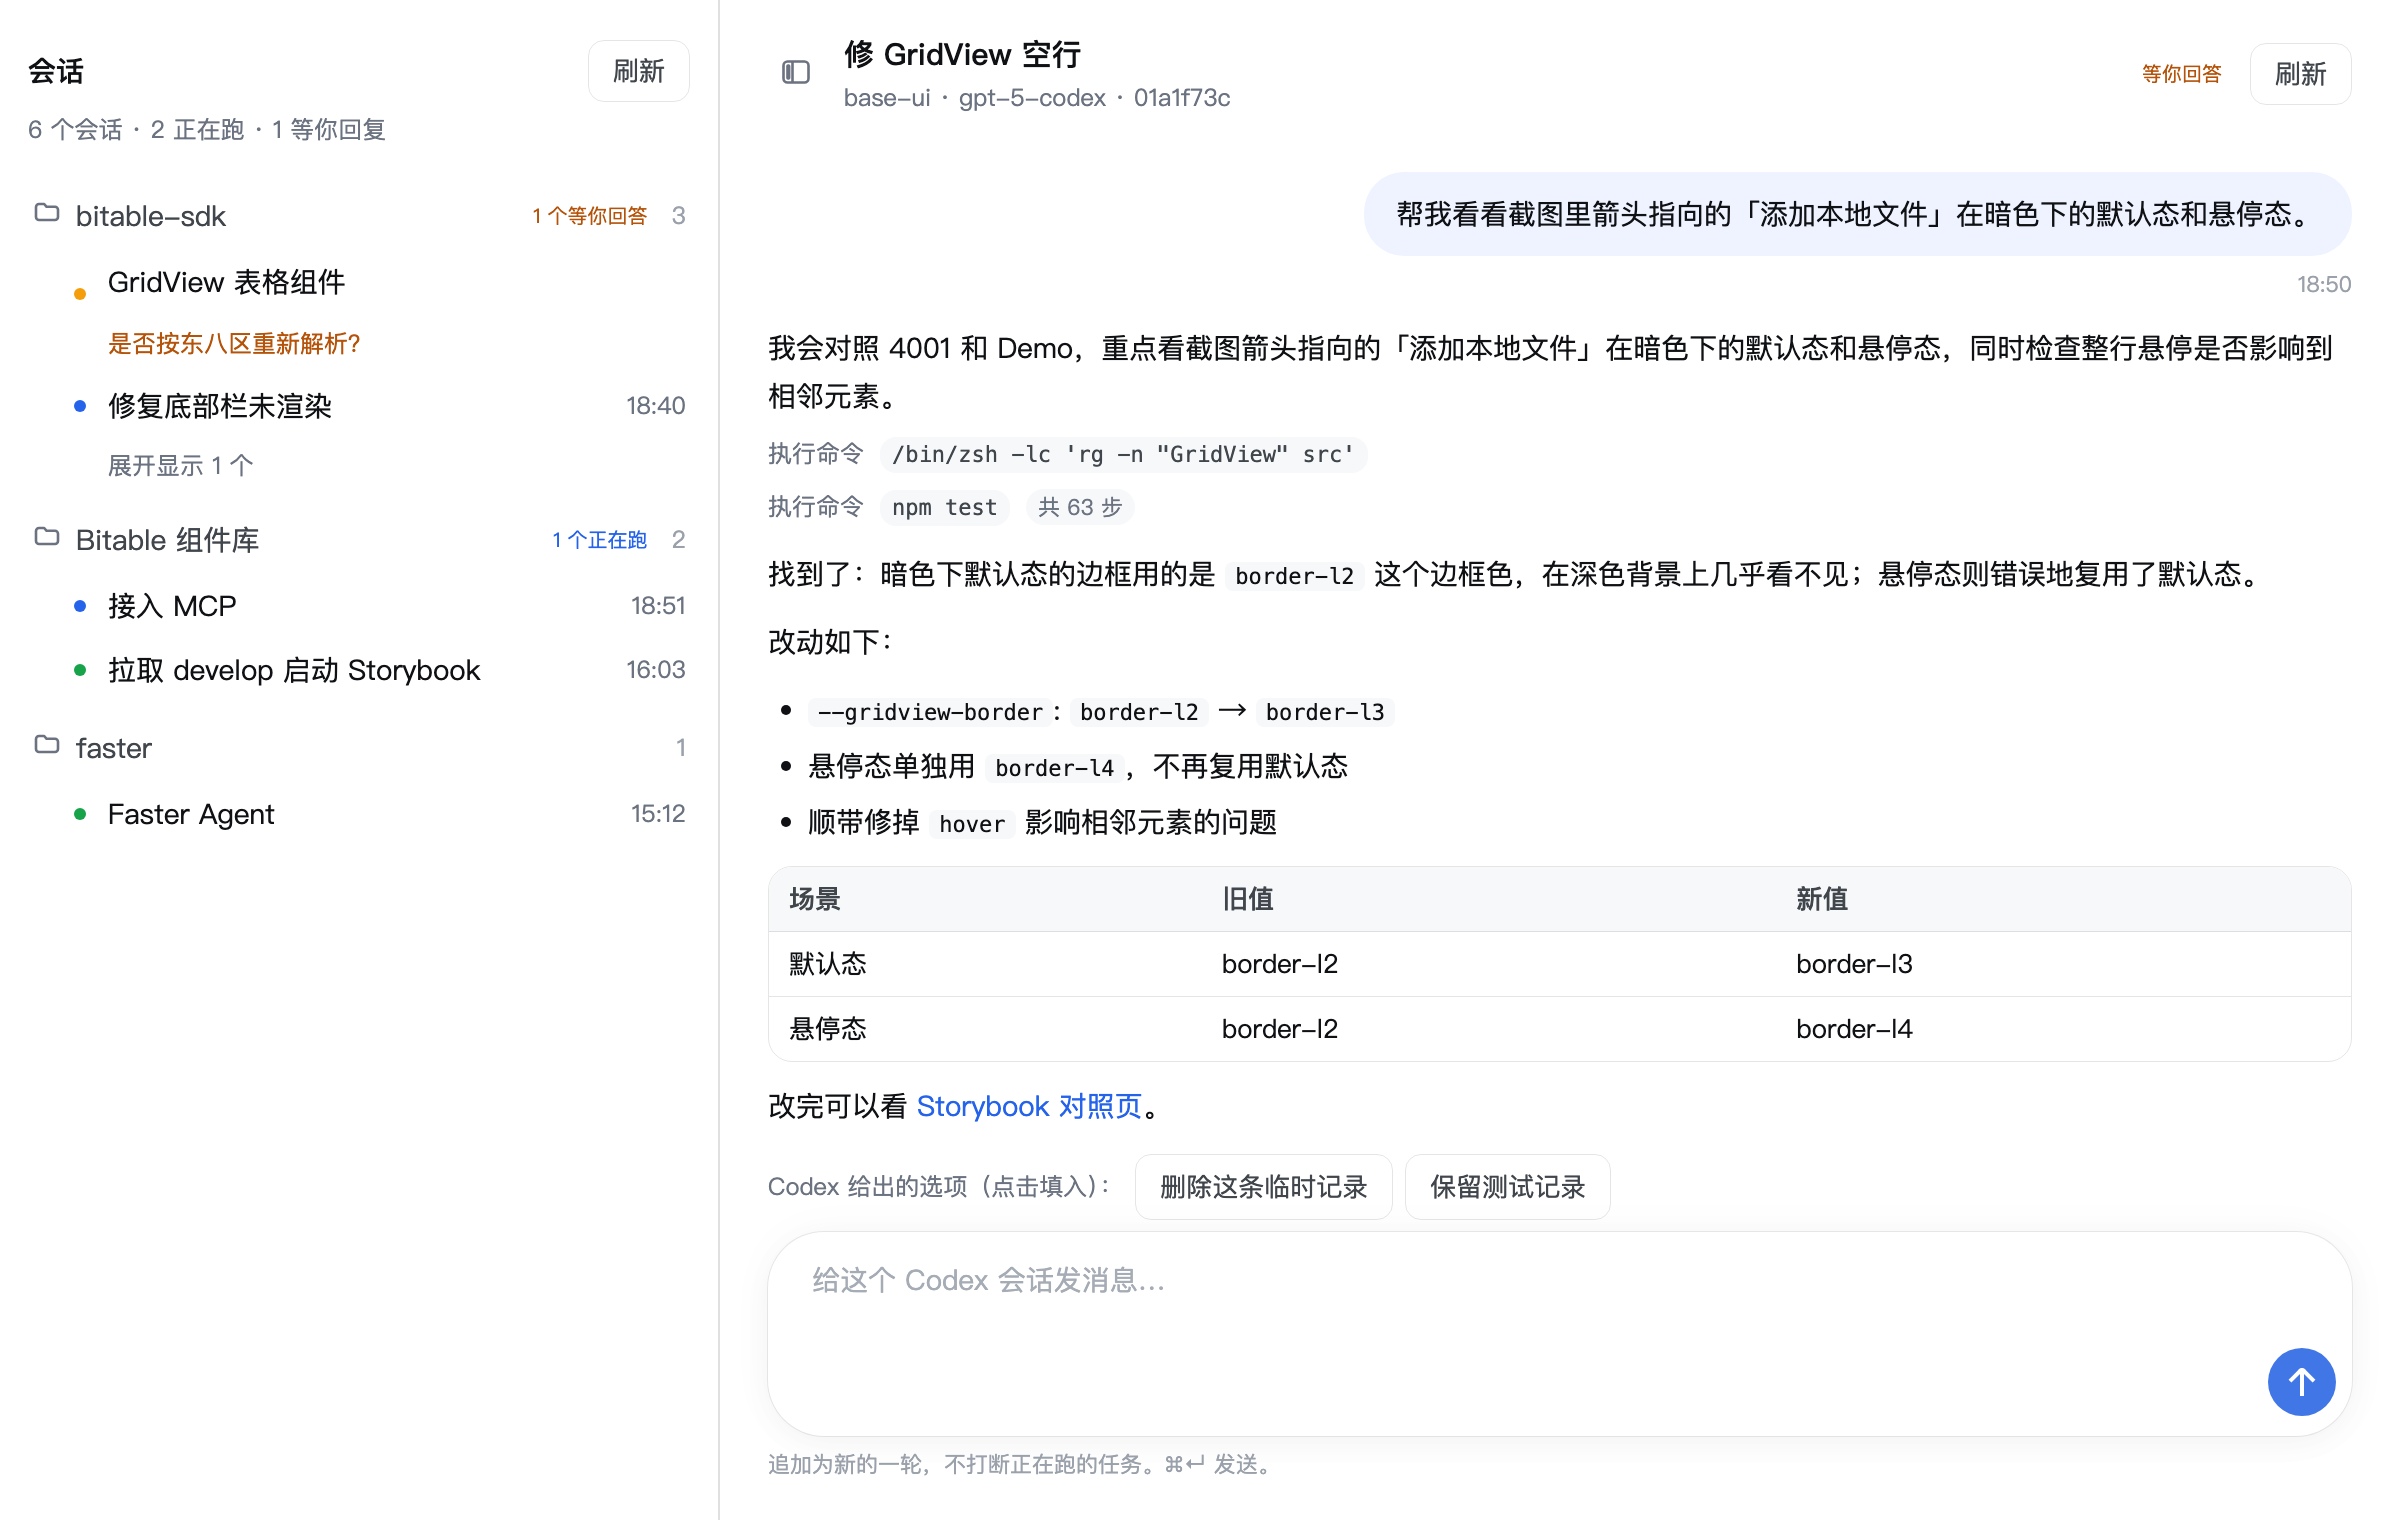 会话
刷新
6 个会话 · 2 正在跑 · 1 等你回复
bitable-sdk 1 个等你回答 3
GridView 表格组件
是否按东八区重新解析?
修复底部栏未渲染 18:40
展开显示 1 个
Bitable 组件库 1 个正在跑 2
接入 MCP 18:51
拉取 develop 启动 Storybook 16:03
faster 1
Faster Agent 15:12
修 GridView 空行
base-ui · gpt-5-codex · 01a1f73c
等你回答 刷新
帮我看看截图里箭头指向的「添加本地文件」在暗色下的默认态和悬停态。
18:50
我会对照 4001 和 Demo，重点看截图箭头指向的「添加本地文件」在暗色下的默认态和悬停态，同时检查整行悬停是否影响到
相邻元素。
执行命令 /bin/zsh -lc 'rg -n "GridView" src'
执行命令 npm test 共 63 步
找到了：暗色下默认态的边框用的是 border-l2 这个边框色，在深色背景上几乎看不见；悬停态则错误地复用了默认态。
改动如下：
• --gridview-border：border-l2 → border-l3
• 悬停态单独用 border-l4，不再复用默认态
• 顺带修掉 hover 影响相邻元素的问题
场景 旧值 新值
默认态 border-l2 border-l3
悬停态 border-l2 border-l4
改完可以看 Storybook 对照页。
Codex 给出的选项（点击填入）： 删除这条临时记录 保留测试记录
给这个 Codex 会话发消息…
追加为新的一轮，不打断正在跑的任务。⌘↵ 发送。